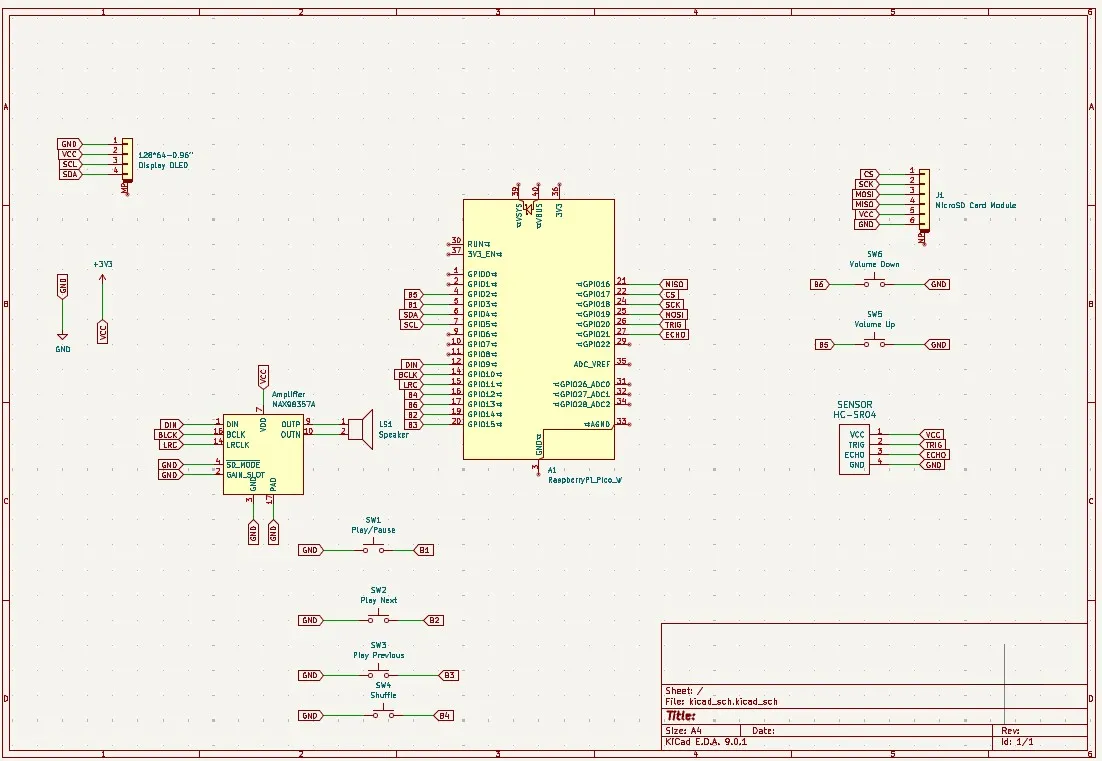 1 2 3 4 5 6
A A
B B
C C
D D
1 2 3 4 5 6
GND 1
VCC 2
SCL 3
SDA 4
MP
128*64-0.96"
Display OLED
GND
GND
+3V3
VCC
39 40 36
VSYS VBUS 3V3
30 RUN
37 3V3_EN
1 GPIO0
2 GPIO1
B5 4 GPIO2
B1 5 GPIO3
SDA 6 GPIO4
SCL 7 GPIO5
9 GPIO6
10 GPIO7
11 GPIO8
DIN 12 GPIO9
BCLK 14 GPIO10
LRC 15 GPIO11
B4 16 GPIO12
B6 17 GPIO13
B2 19 GPIO14
B3 20 GPIO15
GPIO16 21 MISO
GPIO17 22 CS
GPIO18 24 SCK
GPIO19 25 MOSI
GPIO20 26 TRIG
GPIO21 27 ECHO
GPIO22 29
ADC_VREF 35
GPIO26_ADC0 31
GPIO27_ADC1 32
GPIO28_ADC2 34
AGND 33
GND
3
A1
RaspberryPi_Pico_W
CS 1
SCK 2
MOSI 3
MISO 4
VCC 5
GND 6
MP
J1
MicroSD Card Module
SW6
Volume Down
B6 GND
SW5
Volume Up
B5 GND
SENSOR
HC-SR04
VCC 1 VCC
TRIG 2 TRIG
ECHO 3 ECHO
GND 4 GND
VCC
7
Amplifier
MAX98357A
DIN 1 DIN
BLCK 16 BCLK
LRC 14 LRCLK
GND 4 SD_MODE
GND 2 GAIN_SLOT
VDD
OUTP 9
OUTN 10
GND PAD
3 17
GND GND
1
2
LS1
Speaker
SW1
Play/Pause
GND B1
SW2
Play Next
GND B2
SW3
Play Previous
GND B3
SW4
Shuffle
GND B4
Sheet: /
File: kicad_sch.kicad_sch
Title:
Size: A4 Date: Rev:
KiCad E.D.A. 9.0.1 Id: 1/1